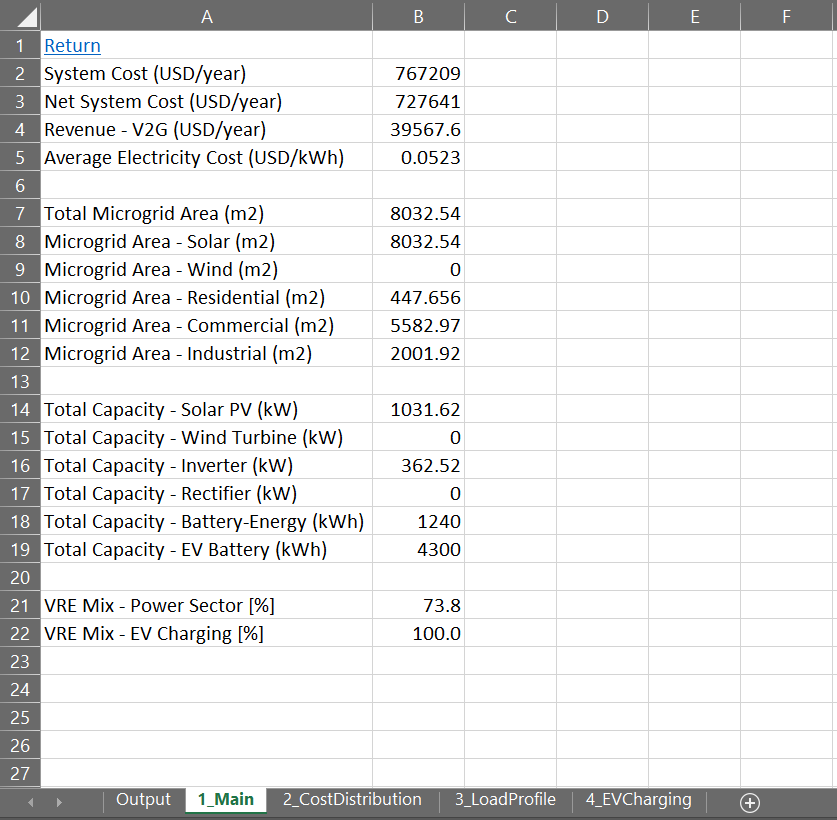 A B C D E F
1 Return
2 System Cost (USD/year) 767209
3 Net System Cost (USD/year) 727641
4 Revenue - V2G (USD/year) 39567.6
5 Average Electricity Cost (USD/kWh) 0.0523
6
7 Total Microgrid Area (m2) 8032.54
8 Microgrid Area - Solar (m2) 8032.54
9 Microgrid Area - Wind (m2) 0
10 Microgrid Area - Residential (m2) 447.656
11 Microgrid Area - Commercial (m2) 5582.97
12 Microgrid Area - Industrial (m2) 2001.92
13
14 Total Capacity - Solar PV (kW) 1031.62
15 Total Capacity - Wind Turbine (kW) 0
16 Total Capacity - Inverter (kW) 362.52
17 Total Capacity - Rectifier (kW) 0
18 Total Capacity - Battery-Energy (kWh) 1240
19 Total Capacity - EV Battery (kWh) 4300
20
21 VRE Mix - Power Sector [%] 73.8
22 VRE Mix - EV Charging [%] 100.0
23
24
25
26
27
Output 1_Main 2_CostDistribution 3_LoadProfile 4_EVCharging